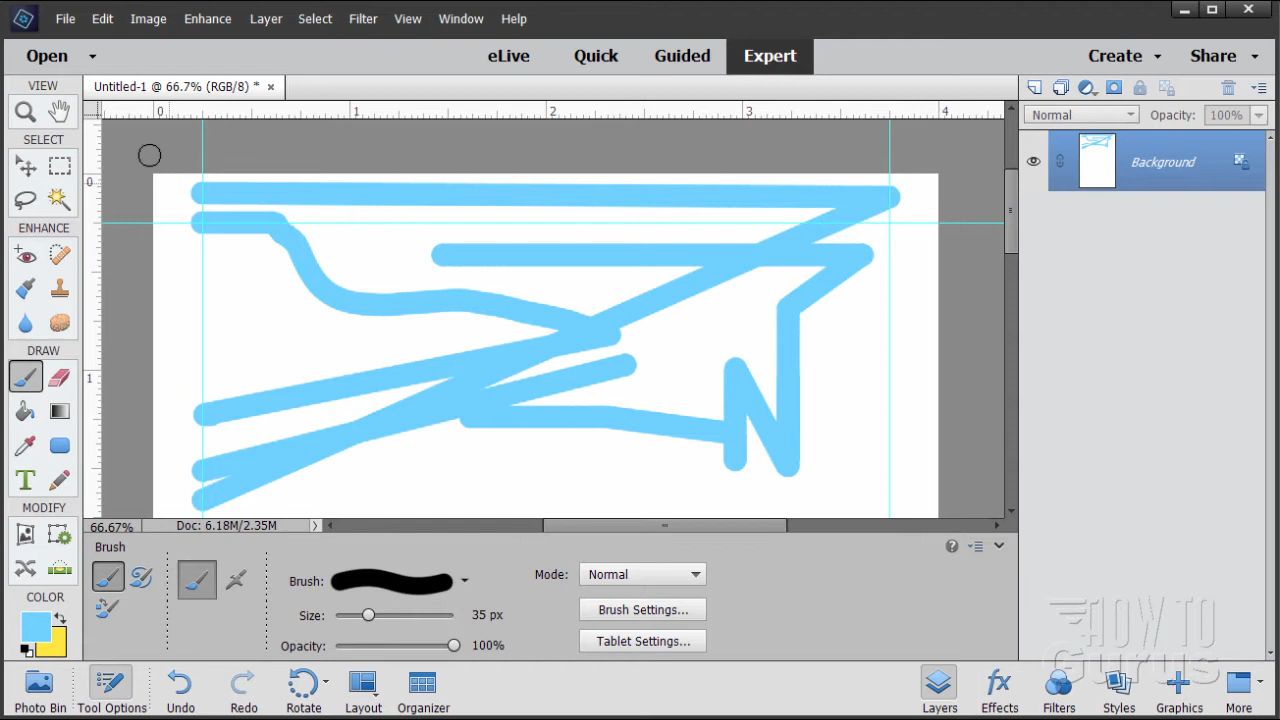 File Edit Image Enhance Layer Select Filter View Window Help
Open eLive Quick Guided Expert Create Share
VIEW
Untitled-1 @ 66.7% (RGB/8) *
0 1 2 3 4
Normal Opacity: 100%
SELECT
Background
0
ENHANCE
DRAW
1
T
MODIFY
66.67% Doc: 6.18M/2.35M
Brush
Brush: Mode: Normal
COLOR
Size: 35 px Brush Settings...
Opacity: 100% Tablet Settings...
HOW TO
Gurus
Photo Bin Tool Options Undo Redo Rotate Layout Organizer Layers fx Effects Filters Styles Graphics More